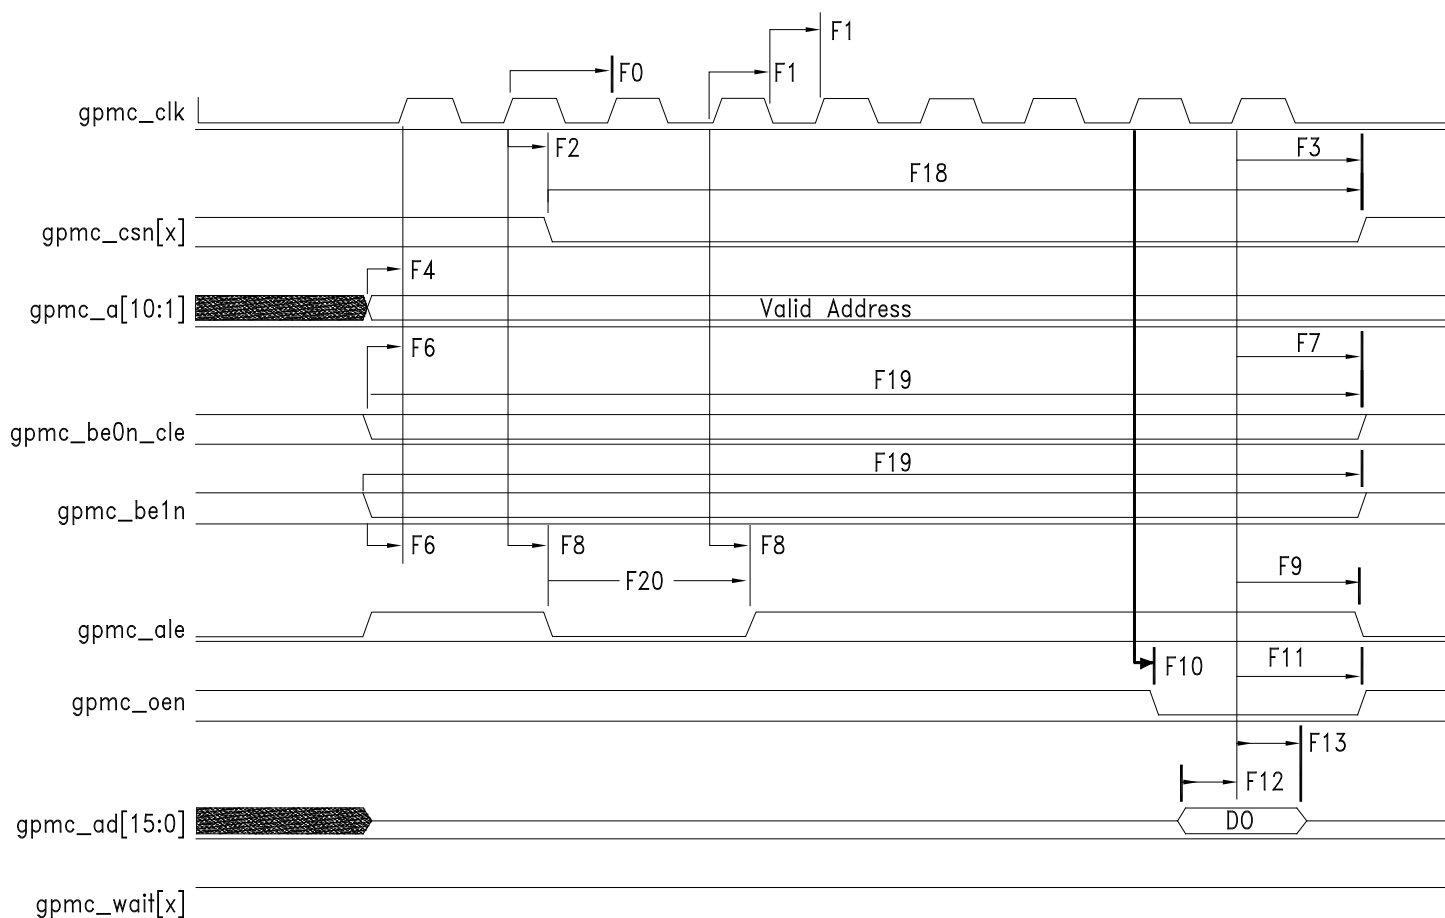 F1
F0
F1
gpmc_clk
F2
F3
F18
gpmc_csn[x]
F4
gpmc_a[10:1]
Valid Address
F6
F7
F19
gpmc_be0n_cle
F19
gpmc_be1n
F6
F8
F8
F20
F9
gpmc_ale
F10
F11
gpmc_oen
F13
F12
gpmc_ad[15:0]
D0
gpmc_wait[x]